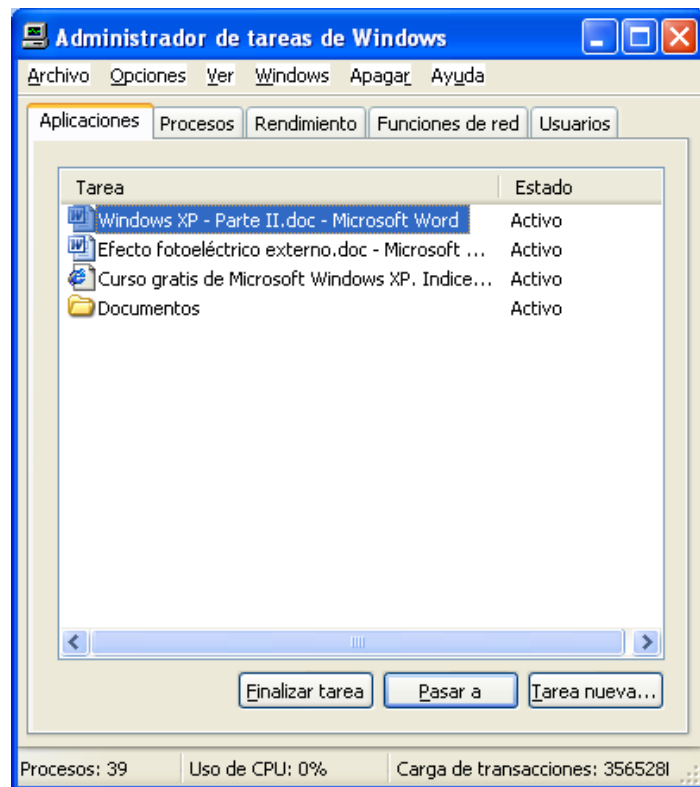 Administrador de tareas de Windows
Archivo Opciones Ver Windows Apagar Ayuda
Aplicaciones Procesos Rendimiento Funciones de red Usuarios
Tarea Estado
Windows XP - Parte II.doc - Microsoft Word Activo
Efecto fotoeléctrico externo.doc - Microsoft ... Activo
Curso gratis de Microsoft Windows XP. Indice... Activo
Documentos Activo
Finalizar tarea Pasar a Tarea nueva...
Procesos: 39 Uso de CPU: 0% Carga de transacciones: 356528